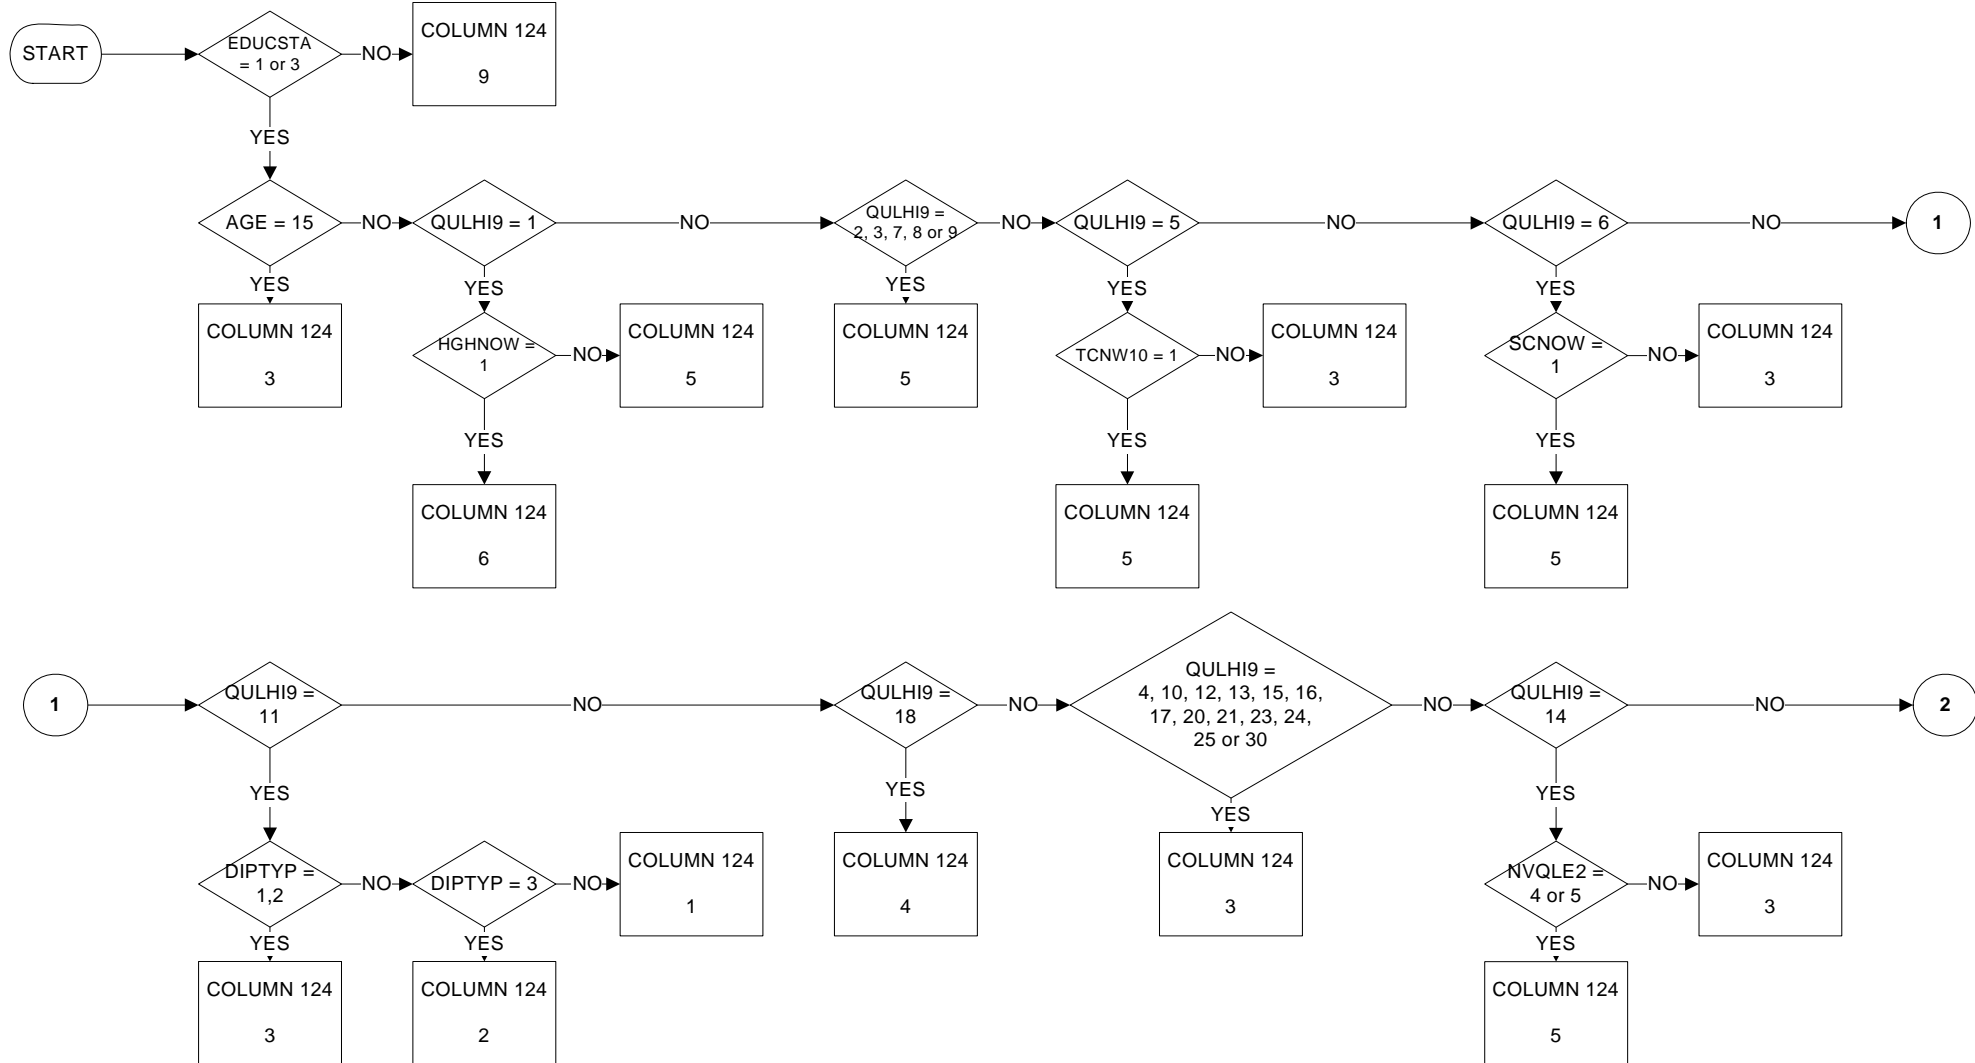 START
EDUCSTA
= 1 or 3
NO
COLUMN 124
9
YES
AGE = 15
NO
QULHI9 = 1
NO
QULHI9 =
2, 3, 7, 8 or 9
NO
QULHI9 = 5
NO
QULHI9 = 6
NO
1
YES
YES
YES
YES
YES
COLUMN 124
3
HGHNOW =
1
NO
COLUMN 124
5
COLUMN 124
5
TCNW10 = 1
NO
COLUMN 124
3
SCNOW =
1
NO
COLUMN 124
3
YES
YES
YES
COLUMN 124
6
COLUMN 124
5
COLUMN 124
5
1
QULHI9 =
11
NO
QULHI9 =
18
NO
QULHI9 =
4, 10, 12, 13, 15, 16,
17, 20, 21, 23, 24,
25 or 30
NO
QULHI9 =
14
NO
2
YES
YES
YES
YES
DIPTYP =
1,2
NO
DIPTYP = 3
NO
COLUMN 124
1
COLUMN 124
4
COLUMN 124
3
NVQLE2 =
4 or 5
NO
COLUMN 124
3
YES
YES
YES
COLUMN 124
3
COLUMN 124
2
COLUMN 124
5